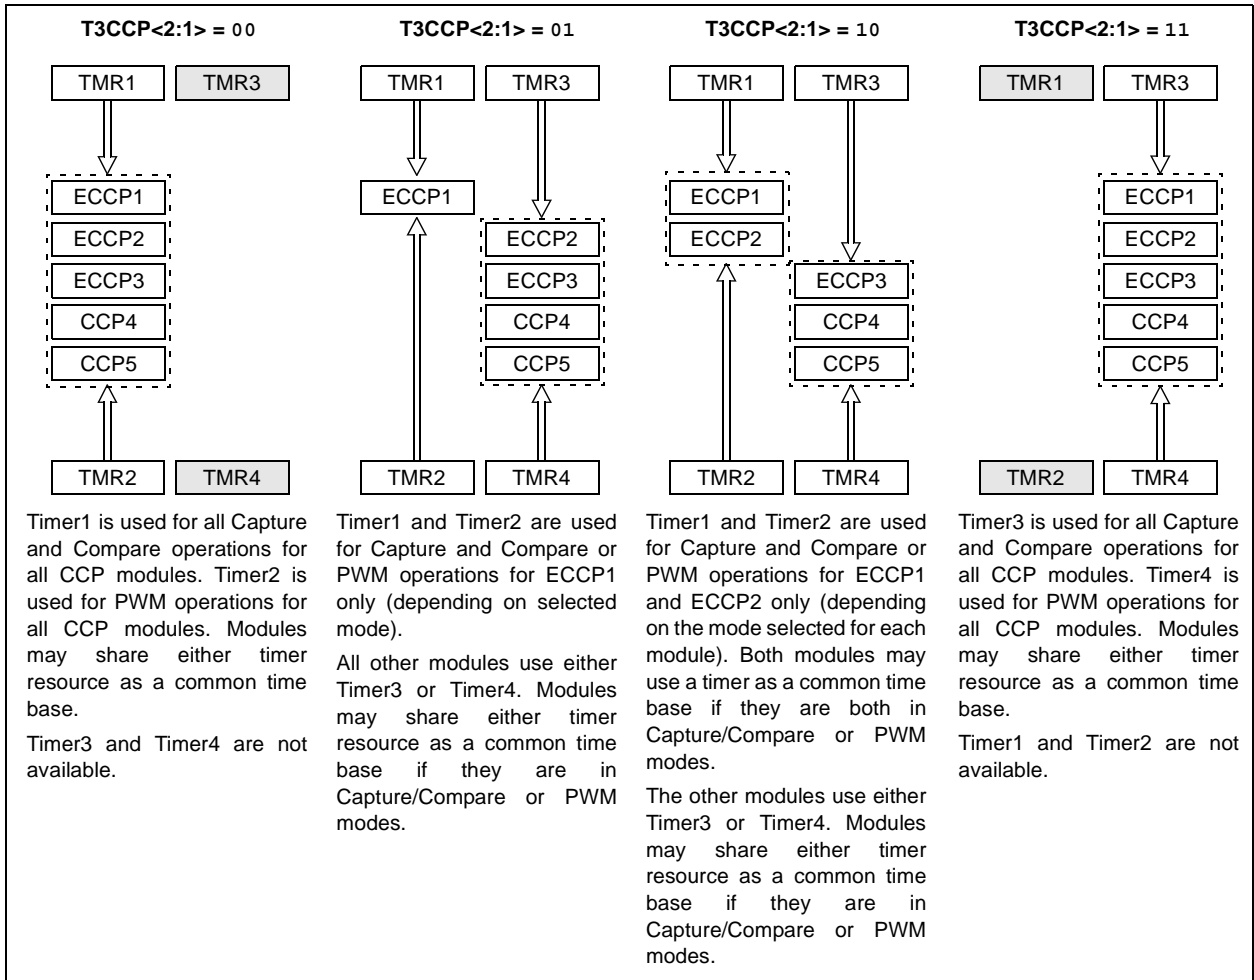 T3CCP<2:1> = 00
TMR1
TMR3
ECCP1
ECCP2
ECCP3
CCP4
CCP5
TMR2
TMR4
Timer1 is used for all Capture
and Compare operations for
all CCP modules. Timer2 is
used for PWM operations for
all CCP modules. Modules
may share either timer
resource as a common time
base.
Timer3 and Timer4 are not
available.
T3CCP<2:1> = 01
TMR1
TMR3
ECCP1
ECCP2
ECCP3
CCP4
CCP5
TMR2
TMR4
Timer1 and Timer2 are used
for Capture and Compare or
PWM operations for ECCP1
only (depending on selected
mode).
All other modules use either
Timer3 or Timer4. Modules
may share either timer
resource as a common time
base if they are in
Capture/Compare or PWM
modes.
T3CCP<2:1> = 10
TMR1
TMR3
ECCP1
ECCP2
ECCP3
CCP4
CCP5
TMR2
TMR4
Timer1 and Timer2 are used
for Capture and Compare or
PWM operations for ECCP1
and ECCP2 only (depending
on the mode selected for each
module). Both modules may
use a timer as a common time
base if they are both in
Capture/Compare or PWM
modes.
The other modules use either
Timer3 or Timer4. Modules
may share either timer
resource as a common time
base if they are in
Capture/Compare or PWM
modes.
T3CCP<2:1> = 11
TMR1
TMR3
ECCP1
ECCP2
ECCP3
CCP4
CCP5
TMR2
TMR4
Timer3 is used for all Capture
and Compare operations for
all CCP modules. Timer4 is
used for PWM operations for
all CCP modules. Modules
may share either timer
resource as a common time
base.
Timer1 and Timer2 are not
available.